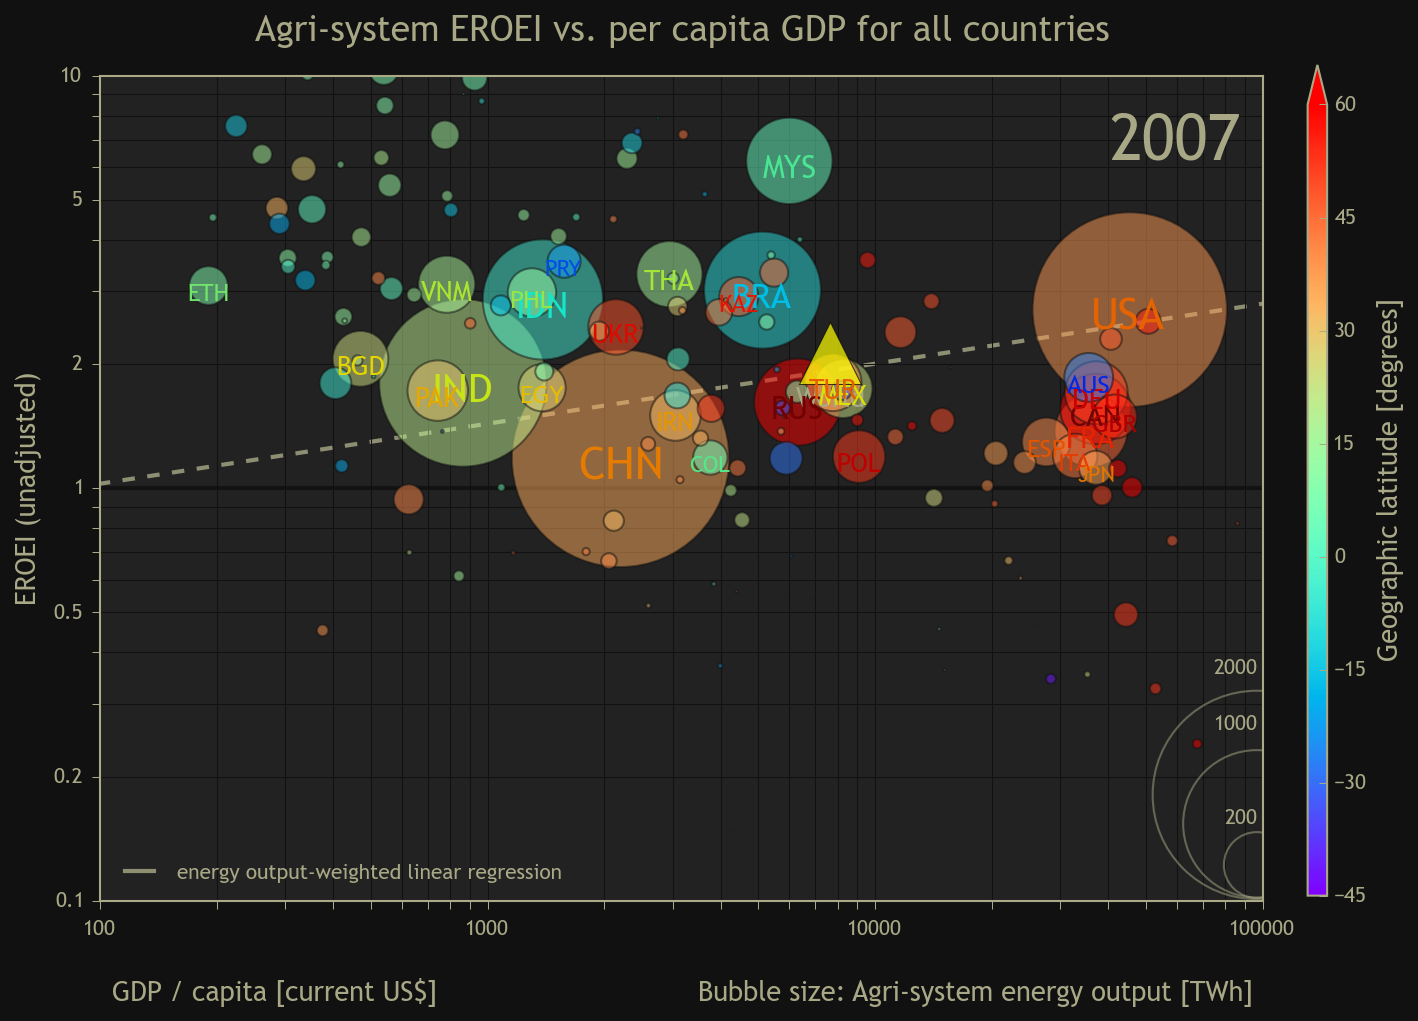 Agri-system EROEI vs. per capita GDP for all countries
2007
10
5
2
1
0.5
0.2
0.1
EROEI (unadjusted)
MYS
ETH
VNM
PHL
IDN
PRY
THA
KAZ
BRA
USA
UKR
BGD
PAK
IND
EGY
IRN
CHN
COL
RUS
TUR
MEX
POL
AUS
DEU
CAN
GBR
FRA
ESP
ITA
JPN
2000
1000
200
energy output-weighted linear regression
100
1000
10000
100000
GDP / capita [current US$]
Bubble size: Agri-system energy output [TWh]
60
45
30
15
0
−15
−30
−45
Geographic latitude [degrees]